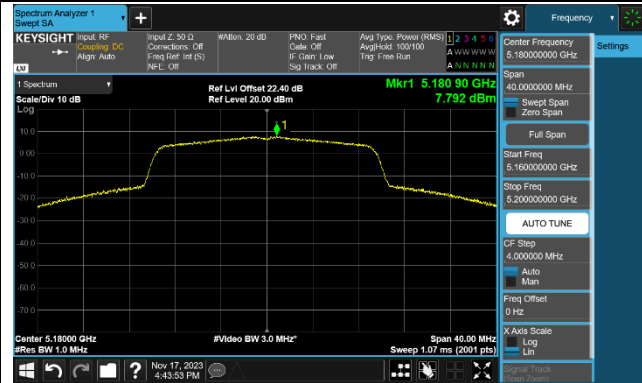 Spectrum Analyzer 1
Swept SA
Frequency
KEYSIGHT
Input: RF
Coupling: DC
Align: Auto
Input Z: 50 Ω
Corrections: Off
Freq Ref: Int (S)
NFE: Off
#Atten: 20 dB
PNO: Fast
Gate: Off
IF Gain: Low
Sig Track: Off
Avg Type: Power (RMS)
Avg|Hold: 100/100
Trig: Free Run
1 2 3 4 5 6
A W W W W W
A N N N N N
LXI
1 Spectrum
Scale/Div 10 dB
Log
Ref Lvl Offset 22.40 dB
Ref Level 20.00 dBm
Mkr1 5.180 90 GHz
7.792 dBm
1
10.0
0.00
-10.0
-20.0
-30.0
-40.0
-50.0
-60.0
-70.0
Center 5.18000 GHz
#Res BW 1.0 MHz
#Video BW 3.0 MHz*
Span 40.00 MHz
Sweep 1.07 ms (2001 pts)
Nov 17, 2023
4:43:53 PM
Center Frequency
5.180000000 GHz
Span
40.0000000 MHz
Swept Span
Zero Span
Full Span
Start Freq
5.160000000 GHz
Stop Freq
5.200000000 GHz
AUTO TUNE
CF Step
4.000000 MHz
Auto
Man
Freq Offset
0 Hz
X Axis Scale
Log
Lin
Signal Track
(Span Zoom)
Settings